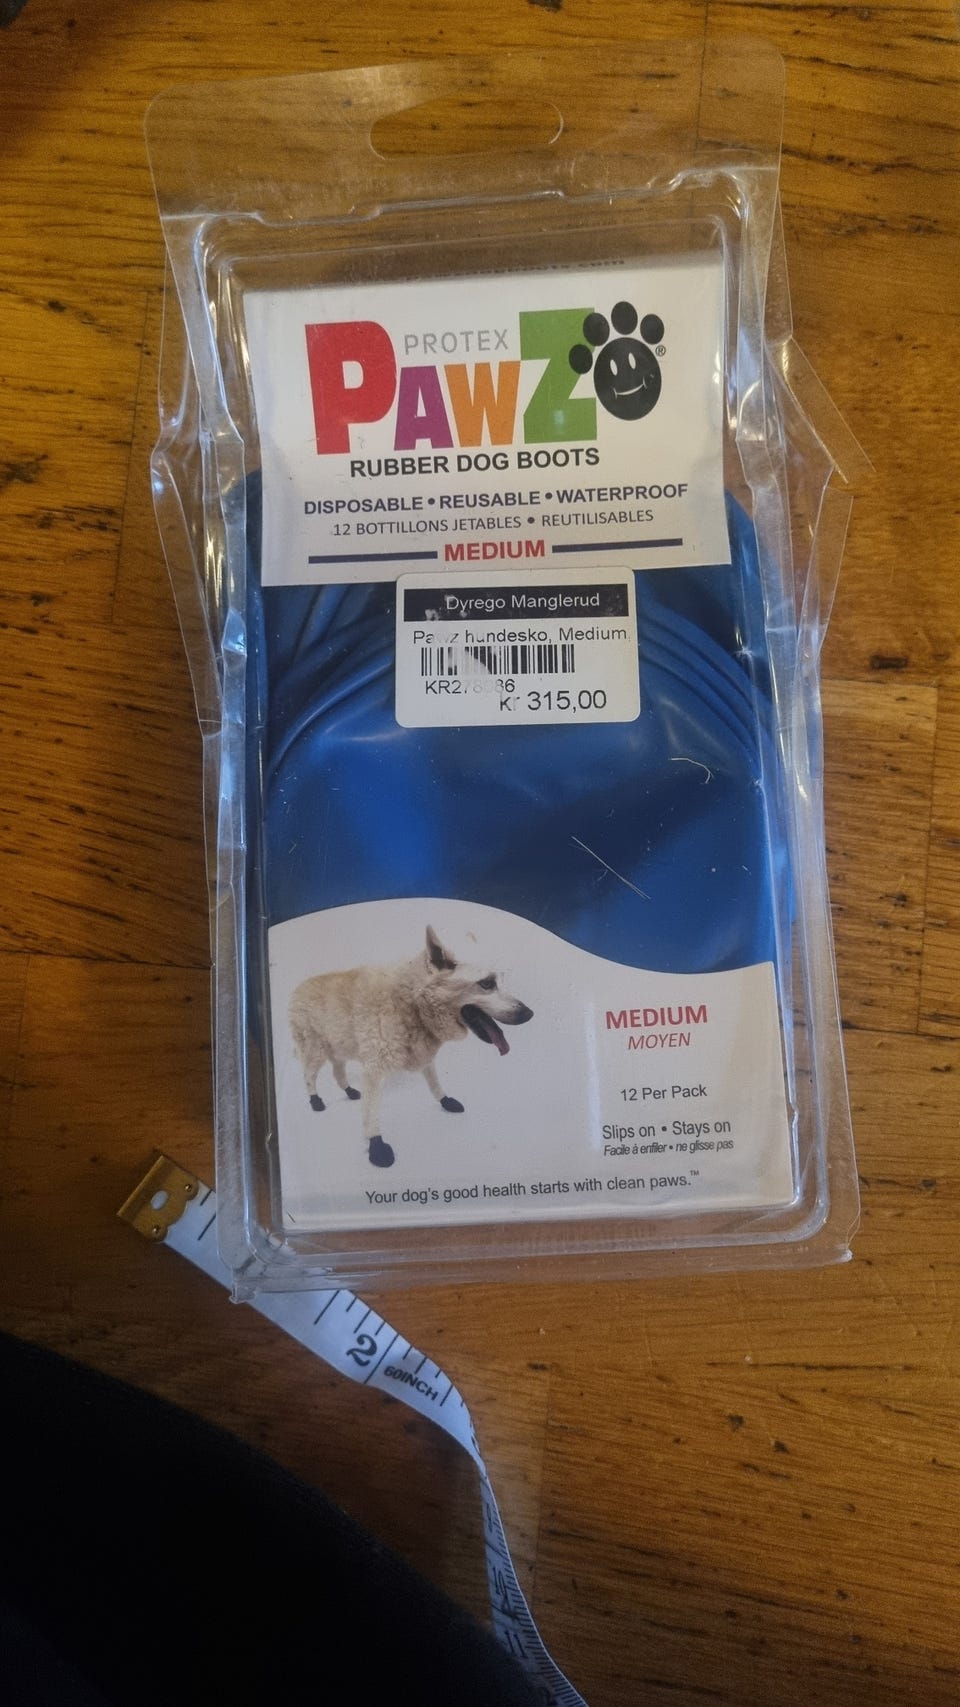 PROTEX
PAWZ®
RUBBER DOG BOOTS
DISPOSABLE • REUSABLE • WATERPROOF
12 BOTTILLONS JETABLES • REUTILISABLES
MEDIUM
Dyrego Manglerud
hundesko, Medium,
kr 315,00
MEDIUM
MOYEN
12 Per Pack
Slips on • Stays on
Facile à enfiler • ne glisse pas
Your dog's good health starts with clean paws.™
2
60INCH